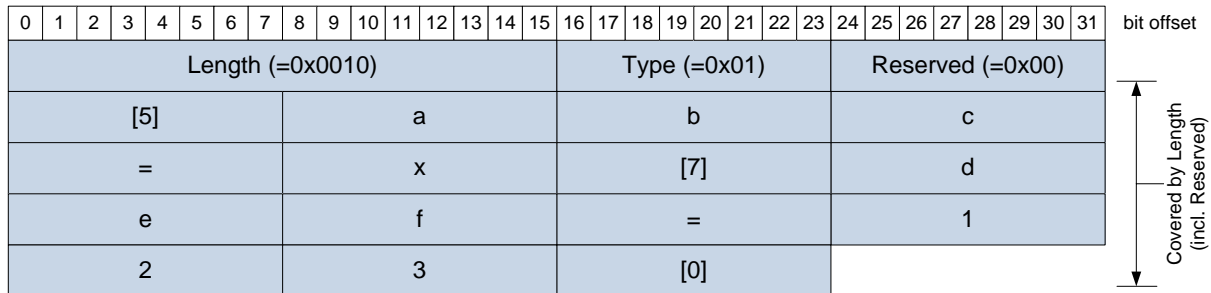 0 1 2 3 4 5 6 7 8 9 10 11 12 13 14 15 16 17 18 19 20 21 22 23 24 25 26 27 28 29 30 31 bit offset
Length (=0x0010) Type (=0x01) Reserved (=0x00)
[5] a b c
= x [7] d
e f = 1
2 3 [0]
Covered by Length
(incl. Reserved)